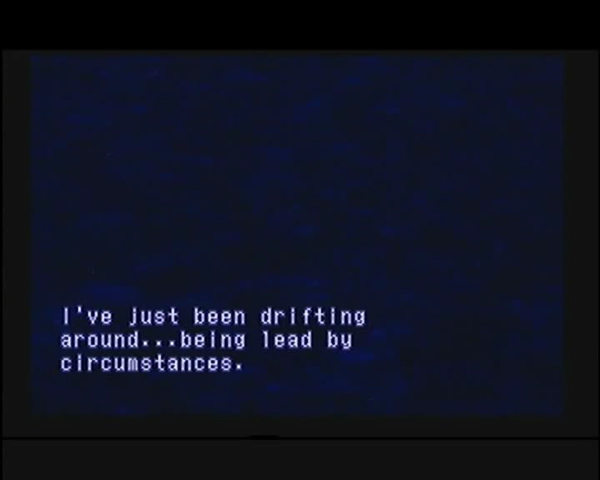 I've just been drifting
around...being lead by
circumstances.